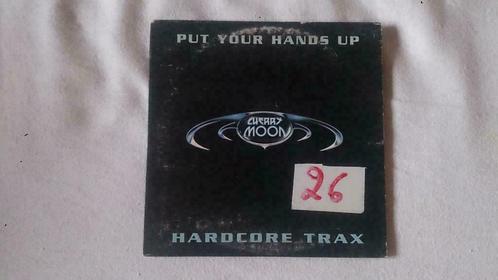 PUT YOUR HANDS UP
CHERRY
MOON
26
HARDCORE TRAX